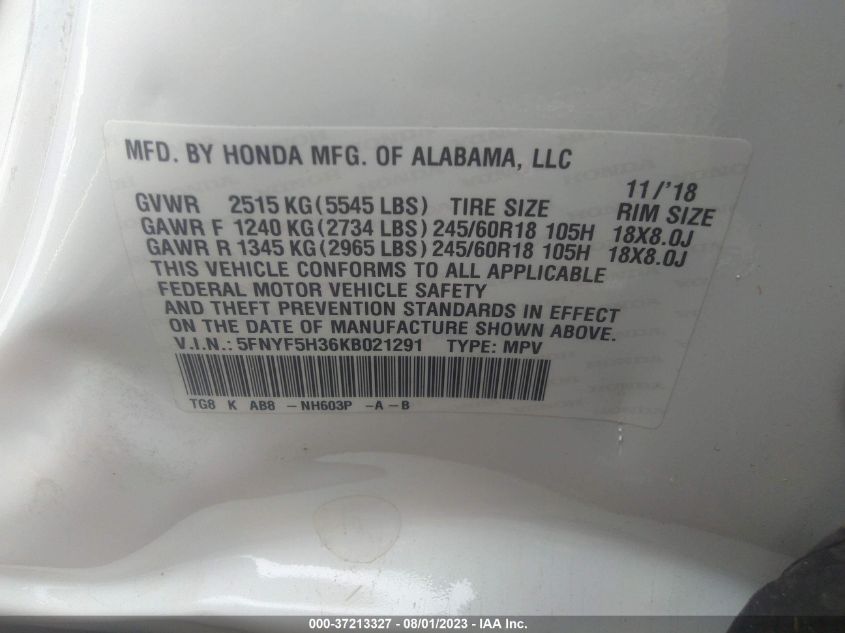 MFD. BY HONDA MFG. OF ALABAMA, LLC
11/'18
GVWR 2515 KG(5545 LBS) TIRE SIZE RIM SIZE
GAWR F 1240 KG(2734 LBS) 245/60R18 105H 18X8.0J
GAWR R 1345 KG(2965 LBS) 245/60R18 105H 18X8.0J
THIS VEHICLE CONFORMS TO ALL APPLICABLE
FEDERAL MOTOR VEHICLE SAFETY
AND THEFT PREVENTION STANDARDS IN EFFECT
ON THE DATE OF MANUFACTURE SHOWN ABOVE.
V.I.N.: 5FNYF5H36KB021291 TYPE: MPV
TG8 K AB8 -NH603P -A-B
000-37213327 - 08/01/2023 - IAA Inc.